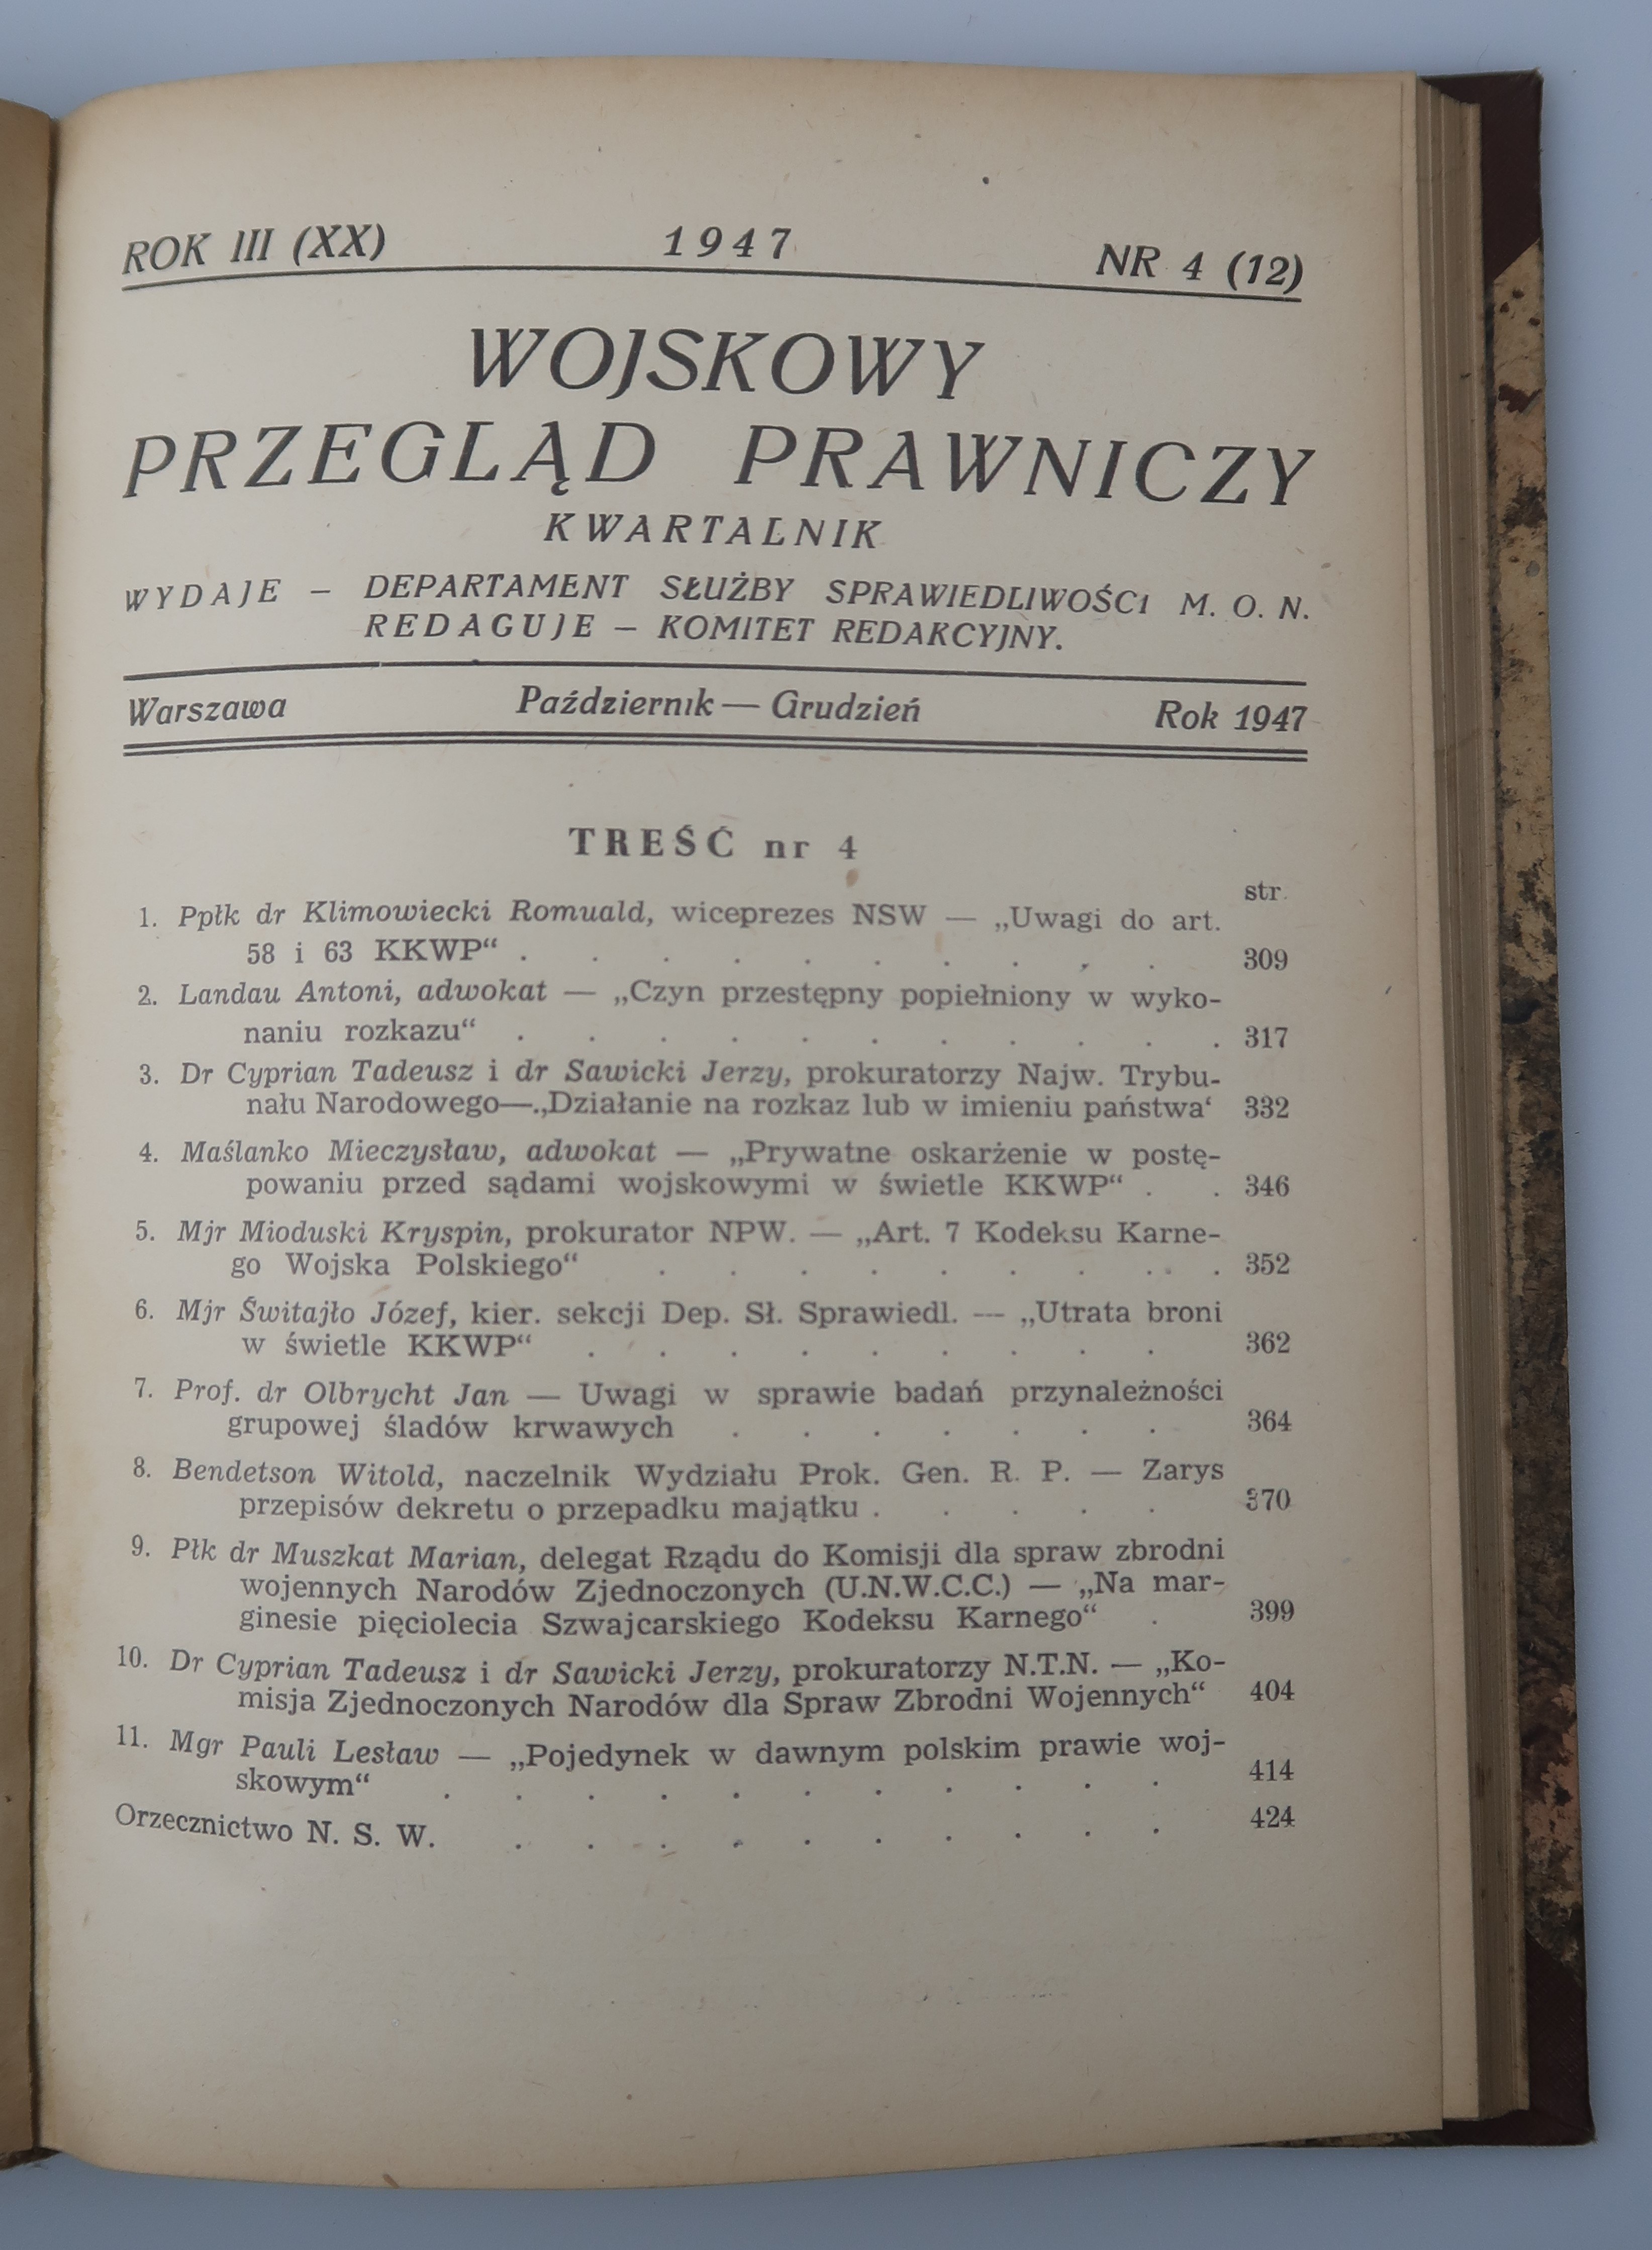 ROK III (XX) 1947 NR 4 (12)
WOJSKOWY
PRZEGLĄD PRAWNICZY
KWARTALNIK
WYDAJE – DEPARTAMENT SŁUŻBY SPRAWIEDLIWOŚCI M. O. N.
REDAGUJE – KOMITET REDAKCYJNY.
Warszawa Październik — Grudzień Rok 1947
TREŚĆ nr 4
str.
1. Ppłk dr Klimowiecki Romuald, wiceprezes NSW — „Uwagi do art.
58 i 63 KKWP“ . . . . . . . . . . 309
2. Landau Antoni, adwokat — „Czyn przestępny popiełniony w wyko-
naniu rozkazu“ . . . . . . . . . . . 317
3. Dr Cyprian Tadeusz i dr Sawicki Jerzy, prokuratorzy Najw. Trybu-
nału Narodowego—.„Działanie na rozkaz lub w imieniu państwa‘ 332
4. Maślanko Mieczysław, adwokat — „Prywatne oskarżenie w postę-
powaniu przed sądami wojskowymi w świetle KKWP“ . . 346
5. Mjr Mioduski Kryspin, prokurator NPW. — „Art. 7 Kodeksu Karne-
go Wojska Polskiego“ . . . . . . . . . . 352
6. Mjr Świtajło Józef, kier. sekcji Dep. Sł. Sprawiedl. — „Utrata broni
w świetle KKWP“ . . . . . . . . . 362
7. Prof. dr Olbrycht Jan — Uwagi w sprawie badań przynależności
grupowej śladów krwawych . . . . . . . 364
8. Bendetson Witold, naczelnik Wydziału Prok. Gen. R. P. — Zarys
przepisów dekretu o przepadku majątku . . . . . 370
9. Płk dr Muszkat Marian, delegat Rządu do Komisji dla spraw zbrodni
wojennych Narodów Zjednoczonych (U.N.W.C.C.) — „Na mar-
ginesie pięciolecia Szwajcarskiego Kodeksu Karnego“ . 399
10. Dr Cyprian Tadeusz i dr Sawicki Jerzy, prokuratorzy N.T.N. — „Ko-
misja Zjednoczonych Narodów dla Spraw Zbrodni Wojennych“ 404
11. Mgr Pauli Lesław — „Pojedynek w dawnym polskim prawie woj-
skowym“ . . . . . . . . . . . 414
Orzecznictwo N. S. W. . . . . . . . . . . 424